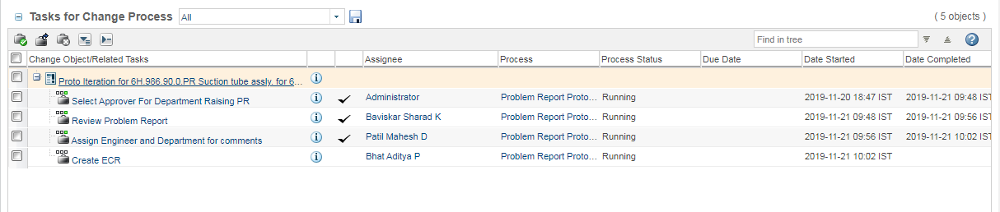 Tasks for Change Process All ( 5 objects )
Find in tree
Change Object/Related Tasks Assignee Process Process Status Due Date Date Started Date Completed
Proto Iteration for 6H.986.90.0.PR Suction tube assly. for 6...
Select Approver For Department Raising PR Administrator Problem Report Proto... Running 2019-11-20 18:47 IST 2019-11-21 09:48 IST
Review Problem Report Baviskar Sharad K Problem Report Proto... Running 2019-11-21 09:48 IST 2019-11-21 09:56 IST
Assign Engineer and Department for comments Patil Mahesh D Problem Report Proto... Running 2019-11-21 09:56 IST 2019-11-21 10:02 IST
Create ECR Bhat Aditya P Problem Report Proto... Running 2019-11-21 10:02 IST